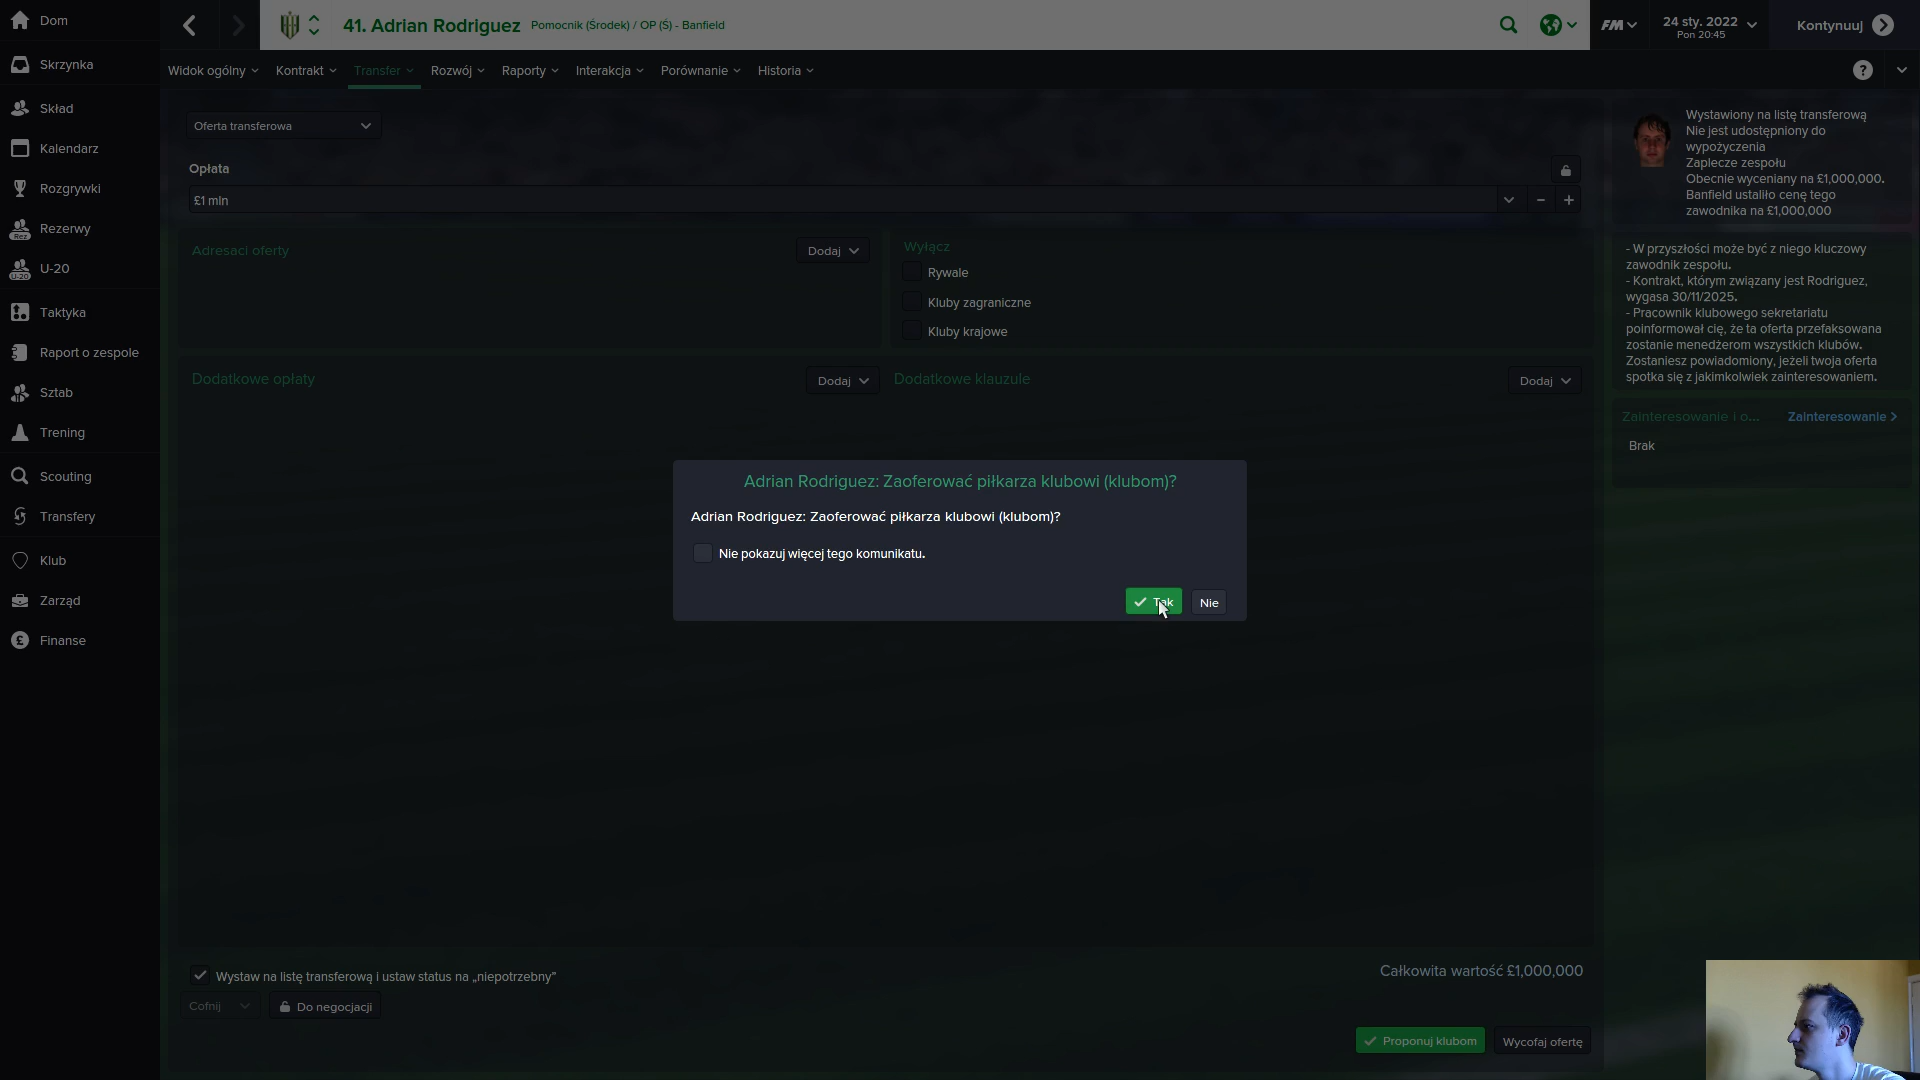 Dom
Skrzynka
Skład
Kalendarz
Rozgrywki
Rezerwy
U-20
Taktyka
Raport o zespole
Sztab
Trening
Scouting
Transfery
Klub
Zarząd
Finanse
41. Adrian Rodriguez Pomocnik (Środek) / OP (Ś) - Banfield
FM
24 sty. 2022
Pon 20:45
Kontynuuj
Widok ogólny Kontrakt Transfer Rozwój Raporty Interakcja Porównanie Historia
?
Oferta transferowa
Opłata
£1 mln
Adresaci oferty
Dodaj
Wyłącz
Rywale
Kluby zagraniczne
Kluby krajowe
Dodatkowe opłaty
Dodaj
Dodatkowe klauzule
Dodaj
Adrian Rodriguez: Zaoferować piłkarza klubowi (klubom)?
Adrian Rodriguez: Zaoferować piłkarza klubowi (klubom)?
Nie pokazuj więcej tego komunikatu.
Tak
Nie
Wystaw na listę transferową i ustaw status na „niepotrzebny”
Cofnij
Do negocjacji
Całkowita wartość £1,000,000
Proponuj klubom
Wycofaj ofertę
Wystawiony na listę transferową
Nie jest udostępniony do
wypożyczenia
Zaplecze zespołu
Obecnie wyceniany na £1,000,000.
Banfield ustaliło cenę tego
zawodnika na £1,000,000
- W przyszłości może być z niego kluczowy
zawodnik zespołu.
- Kontrakt, którym związany jest Rodriguez,
wygasa 30/11/2025.
- Pracownik klubowego sekretariatu
poinformował cię, że ta oferta przefaksowana
zostanie menedżerom wszystkich klubów.
Zostaniesz powiadomiony, jeżeli twoja oferta
spotka się z jakimkolwiek zainteresowaniem.
Zainteresowanie i o...
Zainteresowanie >
Brak